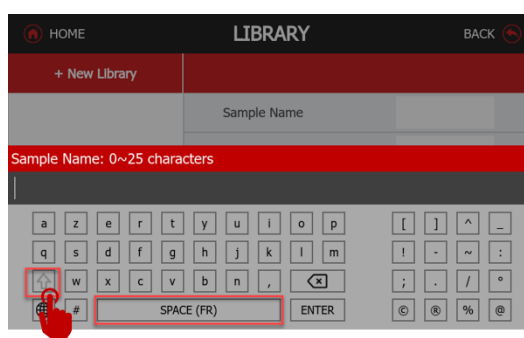 HOME LIBRARY BACK
+ New Library
Sample Name
Sample Name: 0~25 characters
a z e r t y u i o p [ ] ^ _
q s d f g h j k l m ! - ~ :
w x c v b n , ; . / °
# SPACE (FR) ENTER © ® % @